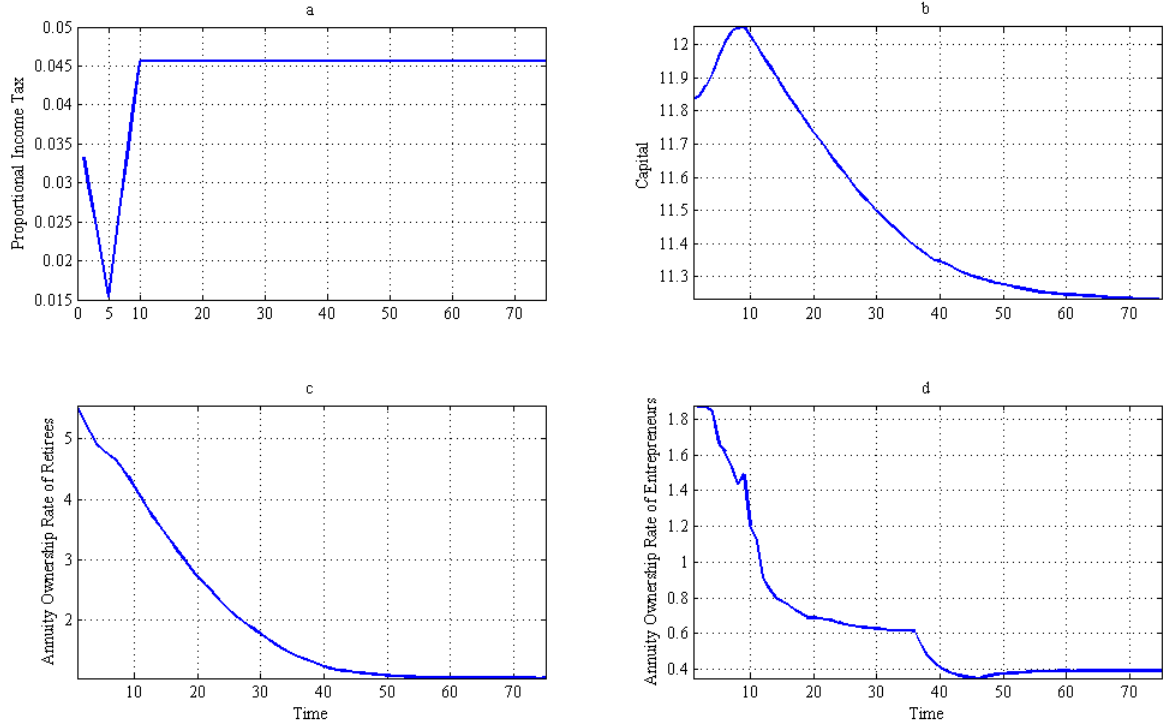 a
Proportional Income Tax
0.05
0.045
0.04
0.035
0.03
0.025
0.02
0.015
0 5 10 20 30 40 50 60 70
b
Capital
12
11.9
11.8
11.7
11.6
11.5
11.4
11.3
10 20 30 40 50 60 70
c
Annuity Ownership Rate of Retirees
5
4
3
2
10 20 30 40 50 60 70
Time
d
Annuity Ownership Rate of Entrepreneurs
1.8
1.6
1.4
1.2
1
0.8
0.6
0.4
10 20 30 40 50 60 70
Time